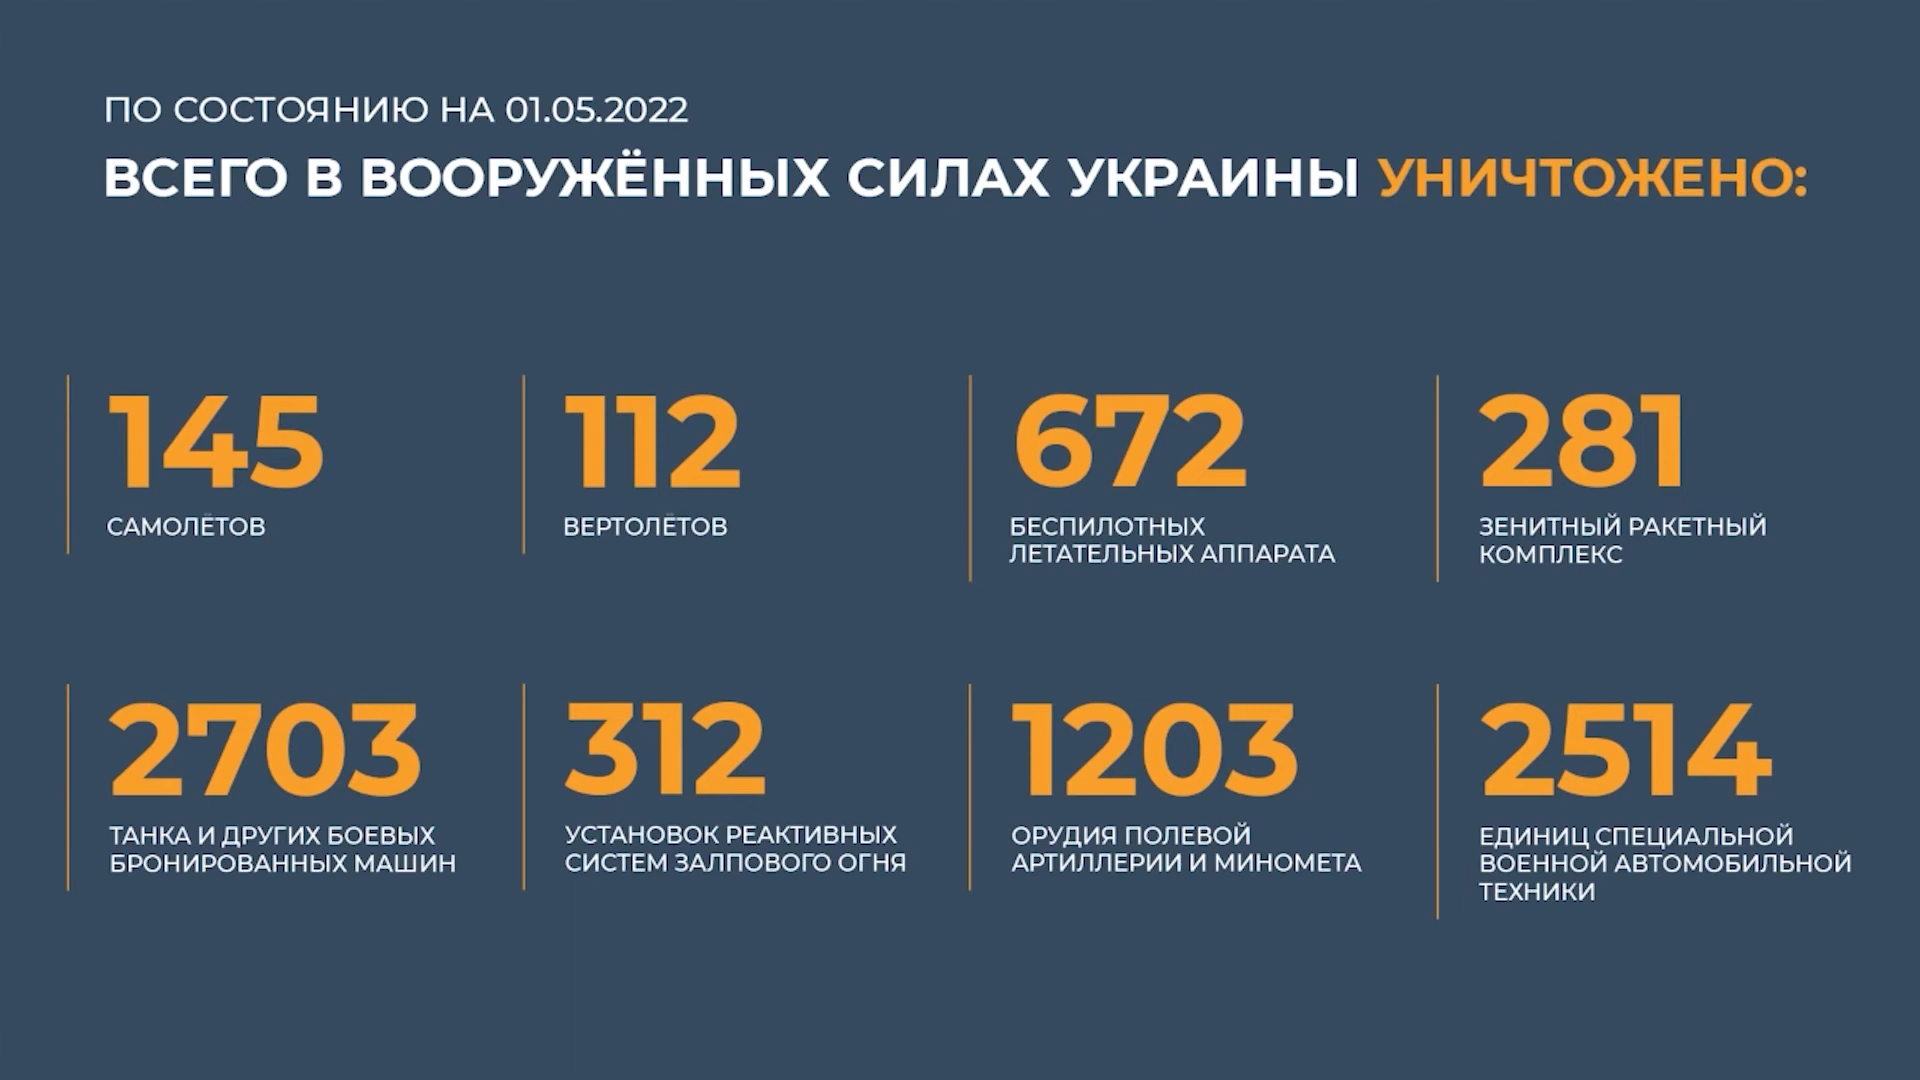 ПО СОСТОЯНИЮ НА 01.05.2022
ВСЕГО В ВООРУЖЁННЫХ СИЛАХ УКРАИНЫ УНИЧТОЖЕНО:
145
САМОЛЁТОВ
112
ВЕРТОЛЁТОВ
672
БЕСПИЛОТНЫХ
ЛЕТАТЕЛЬНЫХ АППАРАТА
281
ЗЕНИТНЫЙ РАКЕТНЫЙ
КОМПЛЕКС
2703
ТАНКА И ДРУГИХ БОЕВЫХ
БРОНИРОВАННЫХ МАШИН
312
УСТАНОВОК РЕАКТИВНЫХ
СИСТЕМ ЗАЛПОВОГО ОГНЯ
1203
ОРУДИЯ ПОЛЕВОЙ
АРТИЛЛЕРИИ И МИНОМЕТА
2514
ЕДИНИЦ СПЕЦИАЛЬНОЙ
ВОЕННОЙ АВТОМОБИЛЬНОЙ
ТЕХНИКИ